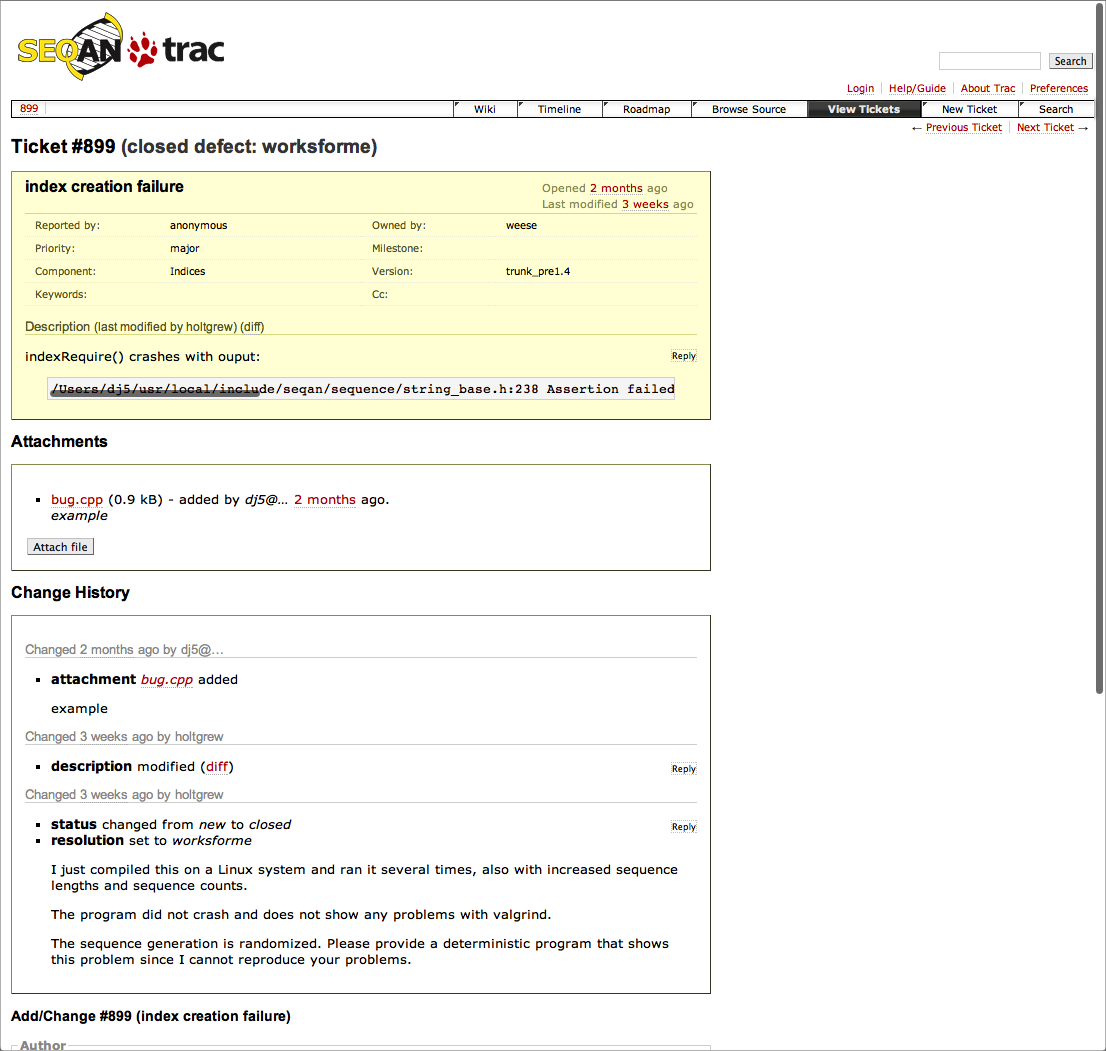 SEQAN trac
Search
Login Help/Guide About Trac Preferences
899 Wiki Timeline Roadmap Browse Source View Tickets New Ticket Search
← Previous Ticket Next Ticket →
Ticket #899 (closed defect: worksforme)
index creation failure
Opened 2 months ago
Last modified 3 weeks ago
Reported by: anonymous Owned by: weese
Priority: major Milestone:
Component: Indices Version: trunk_pre1.4
Keywords: Cc:
Description (last modified by holtgrew) (diff)
indexRequire() crashes with ouput: Reply
/Users/dj5/usr/local/include/seqan/sequence/string_base.h:238 Assertion failed
Attachments
bug.cpp (0.9 kB) - added by dj5@... 2 months ago.
example
Attach file
Change History
Changed 2 months ago by dj5@...
attachment bug.cpp added
example
Changed 3 weeks ago by holtgrew
description modified (diff) Reply
Changed 3 weeks ago by holtgrew
status changed from new to closed Reply
resolution set to worksforme
I just compiled this on a Linux system and ran it several times, also with increased sequence
lengths and sequence counts.
The program did not crash and does not show any problems with valgrind.
The sequence generation is randomized. Please provide a deterministic program that shows
this problem since I cannot reproduce your problems.
Add/Change #899 (index creation failure)
Author